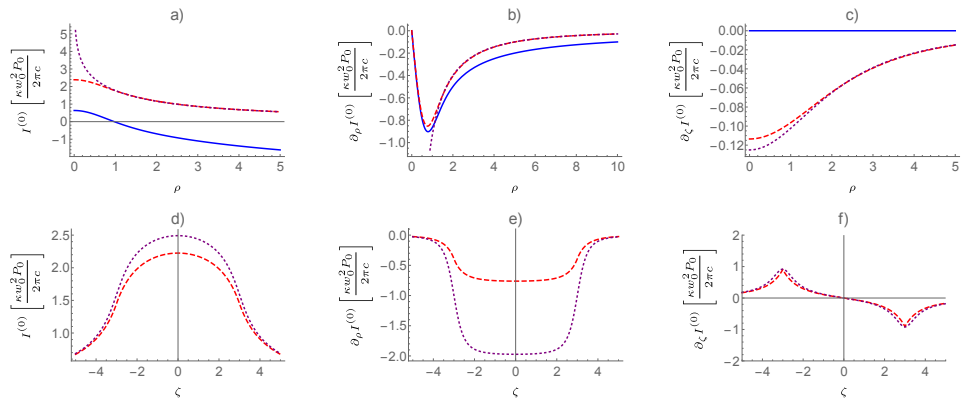 a)
I^{(0)} [κw_0^2P_0 / 2πc]
5
4
3
2
1
0
−1
0 1 2 3 4 5
ρ
b)
∂_ρ I^{(0)} [κw_0^2P_0 / 2πc]
0.0
−0.2
−0.4
−0.6
−0.8
−1.0
0 2 4 6 8 10
ρ
c)
∂_ζ I^{(0)} [κw_0^2P_0 / 2πc]
0.00
−0.02
−0.04
−0.06
−0.08
−0.10
−0.12
0 1 2 3 4 5
ρ
d)
I^{(0)} [κw_0^2P_0 / 2πc]
2.5
2.0
1.5
1.0
−4 −2 0 2 4
ζ
e)
∂_ρ I^{(0)} [κw_0^2P_0 / 2πc]
0.0
−0.5
−1.0
−1.5
−2.0
−4 −2 0 2 4
ζ
f)
∂_ζ I^{(0)} [κw_0^2P_0 / 2πc]
2
1
0
−1
−2
−4 −2 0 2 4
ζ